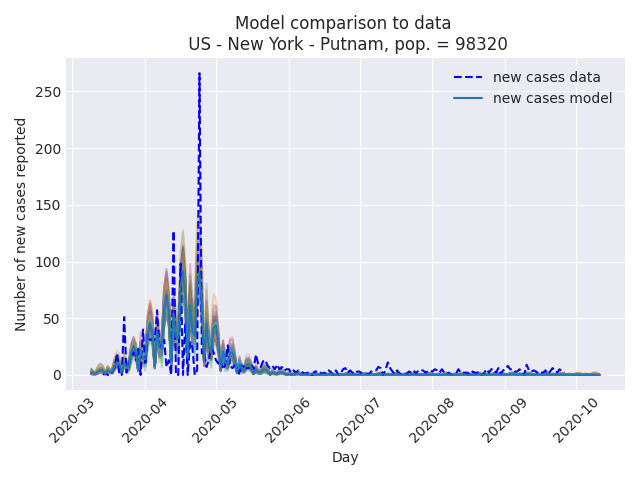 Model comparison to data
US - New York - Putnam, pop. = 98320
new cases data
new cases model
Number of new cases reported
250
200
150
100
50
0
2020-03
2020-04
2020-05
2020-06
2020-07
2020-08
2020-09
2020-10
Day